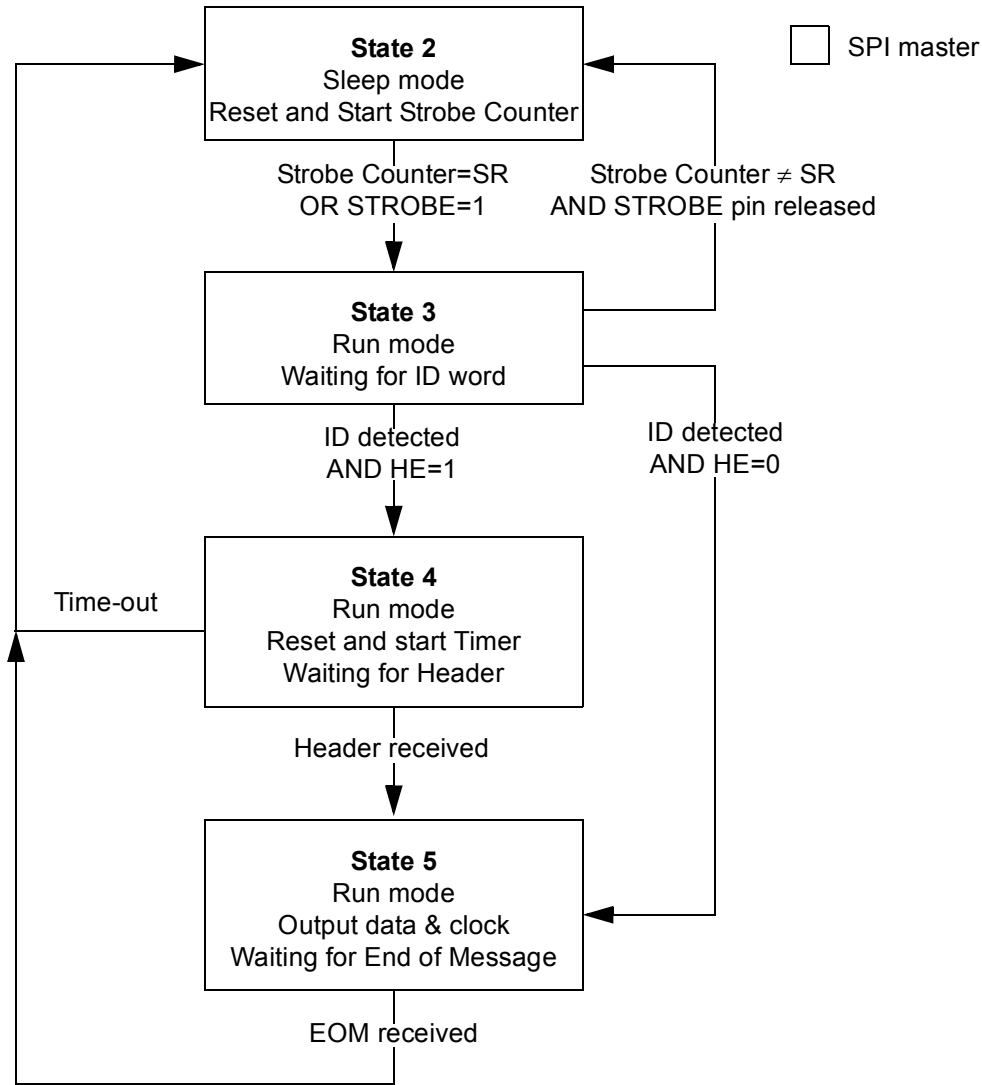 State 2
Sleep mode
Reset and Start Strobe Counter
SPI master
Strobe Counter=SR
OR STROBE=1
Strobe Counter ≠ SR
AND STROBE pin released
State 3
Run mode
Waiting for ID word
ID detected
AND HE=1
ID detected
AND HE=0
State 4
Run mode
Reset and start Timer
Waiting for Header
Time-out
Header received
State 5
Run mode
Output data & clock
Waiting for End of Message
EOM received